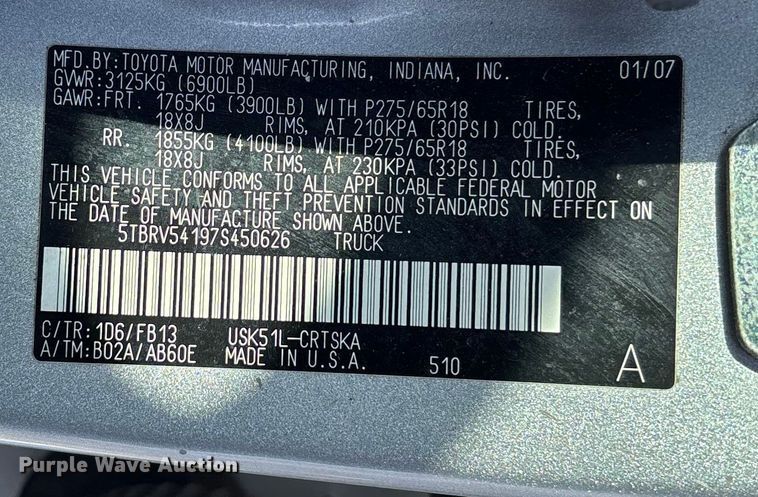 MFD.BY:TOYOTA MOTOR MANUFACTURING, INDIANA, INC. 01/07
GVWR:3125KG (6900LB)
GAWR:FRT. 1765KG (3900LB) WITH P275/65R18 TIRES,
18X8J RIMS, AT 210KPA (30PSI) COLD.
RR. 1855KG (4100LB) WITH P275/65R18 TIRES,
18X8J RIMS, AT 230KPA (33PSI) COLD.
THIS VEHICLE CONFORMS TO ALL APPLICABLE FEDERAL MOTOR
VEHICLE SAFETY AND THEFT PREVENTION STANDARDS IN EFFECT ON
THE DATE OF MANUFACTURE SHOWN ABOVE.
5TBRV54197S450626 TRUCK
C/TR:1D6/FB13 USK51L-CRTSKA
A/TM:B02A/AB60E MADE IN U.S.A. 510 A
Purple Wave Auction